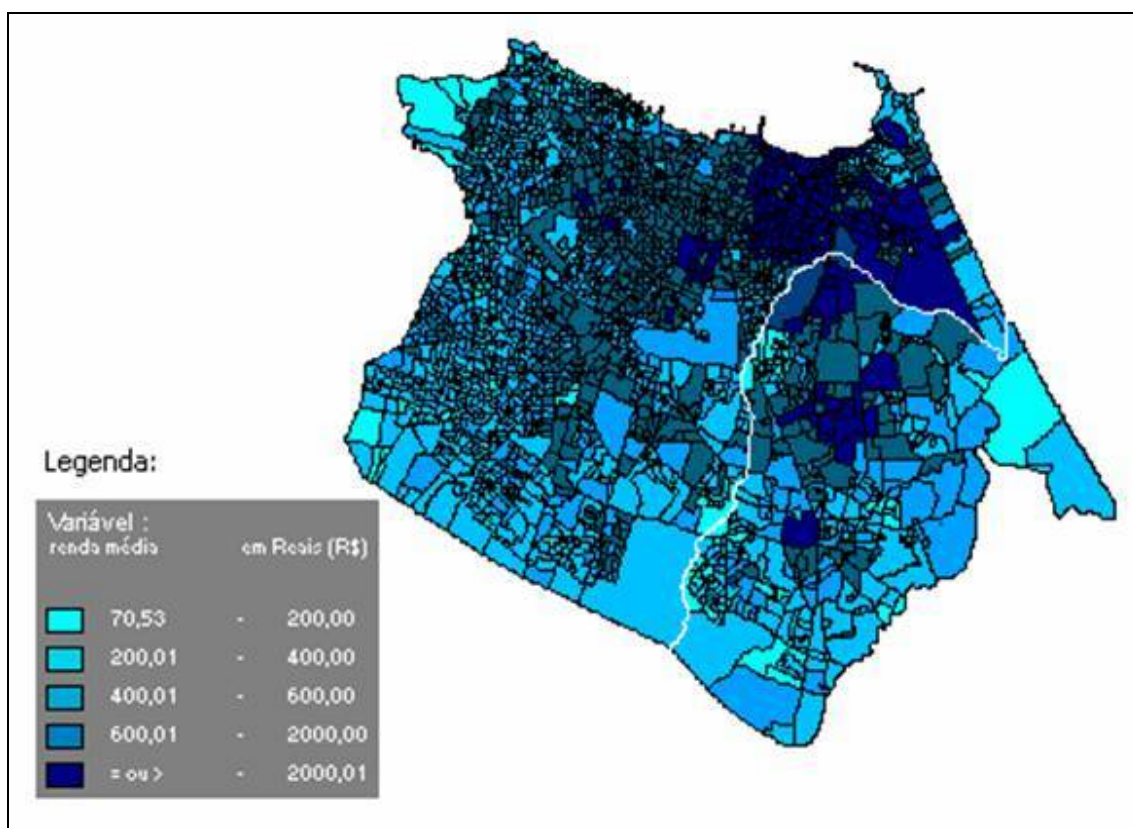 Legenda:
Variável :
renda média em Reais (R$)
70,53 - 200,00
200,01 - 400,00
400,01 - 600,00
600,01 - 2000,00
= ou > - 2000,01